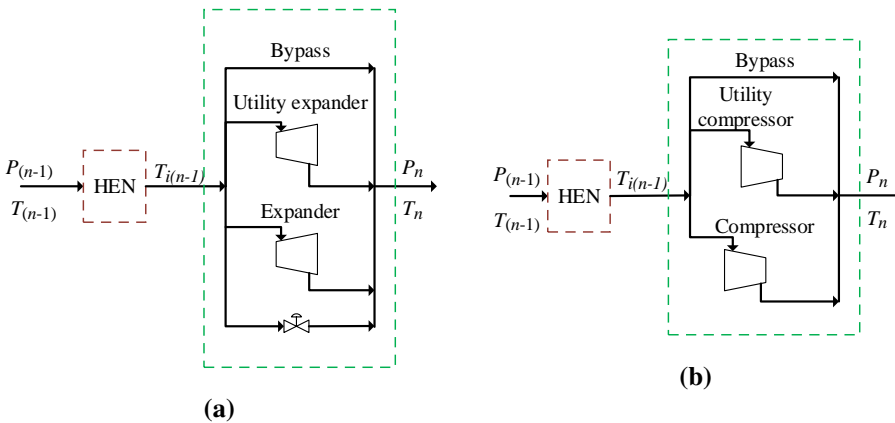 Bypass
Utility expander
P(n-1)
HEN
Ti(n-1)
Pn
T(n-1)
Tn
Expander
(a)
Bypass
Utility
compressor
P(n-1)
HEN
Ti(n-1)
Pn
T(n-1)
Tn
Compressor
(b)